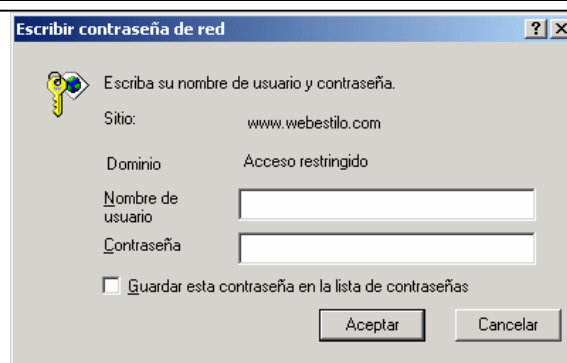 Escribir contraseña de red
Escriba su nombre de usuario y contraseña.
Sitio: www.webestilo.com
Dominio Acceso restringido
Nombre de
usuario
Contraseña
Guardar esta contraseña en la lista de contraseñas
Aceptar Cancelar